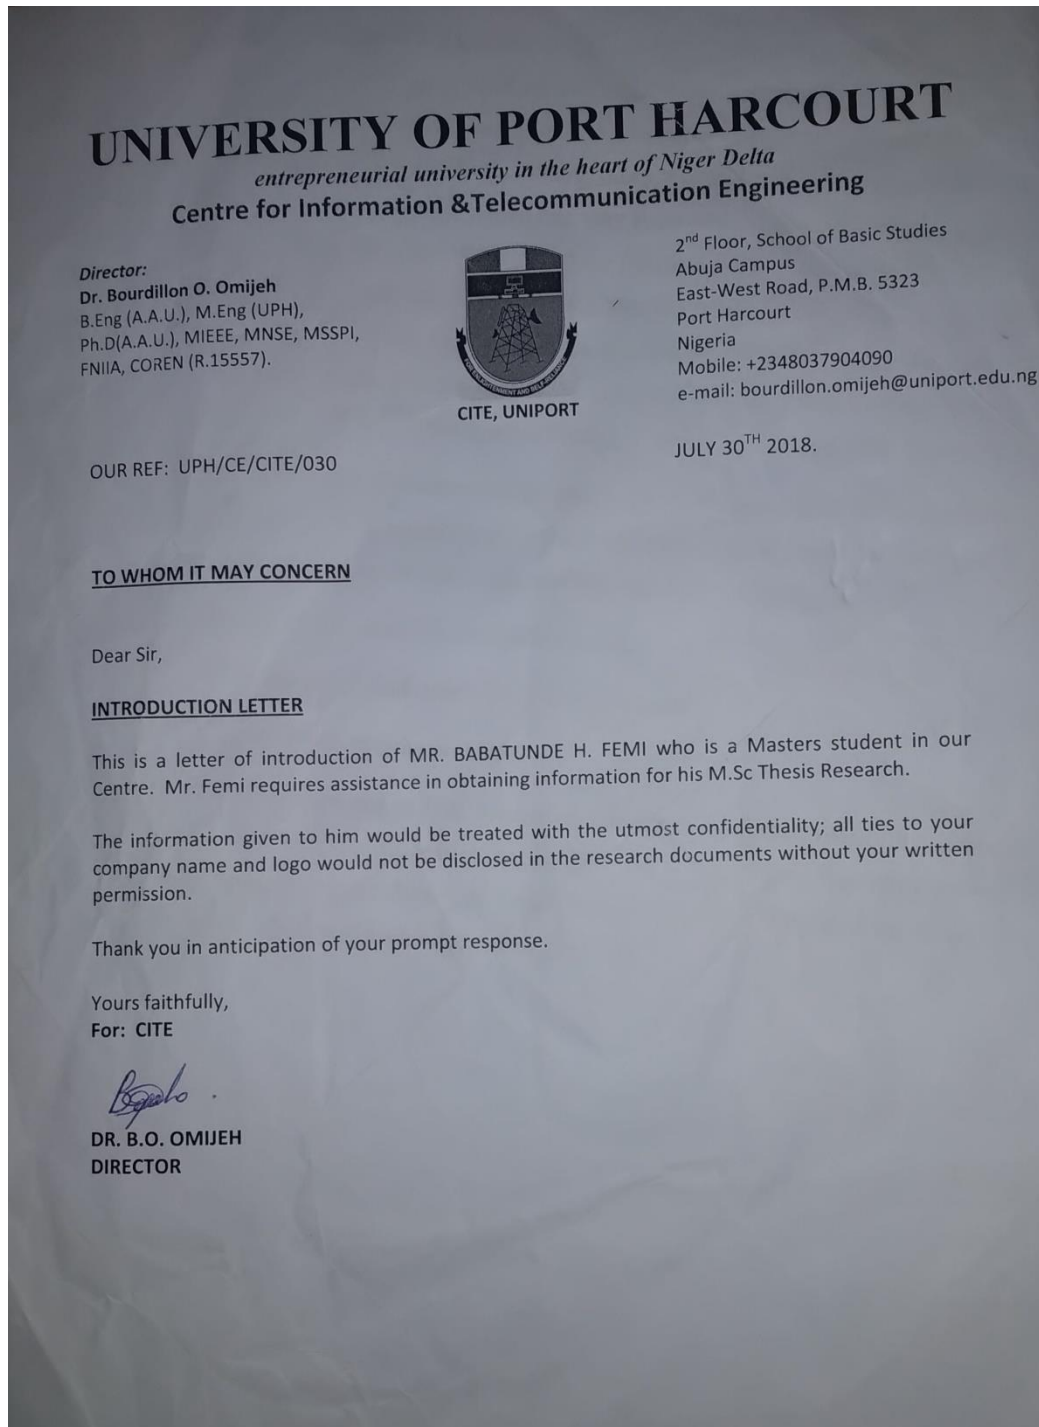 UNIVERSITY OF PORT HARCOURT
entrepreneurial university in the heart of Niger Delta
Centre for Information &Telecommunication Engineering
Director:
Dr. Bourdillon O. Omijeh
B.Eng (A.A.U.), M.Eng (UPH),
Ph.D(A.A.U.), MIEEE, MNSE, MSSPI,
FNIIA, COREN (R.15557).
FOR ENLIGHTENMENT AND SELF-RELIANCE
CITE, UNIPORT
2nd Floor, School of Basic Studies
Abuja Campus
East-West Road, P.M.B. 5323
Port Harcourt
Nigeria
Mobile: +2348037904090
e-mail: bourdillon.omijeh@uniport.edu.ng
OUR REF: UPH/CE/CITE/030
JULY 30TH 2018.
TO WHOM IT MAY CONCERN
Dear Sir,
INTRODUCTION LETTER
This is a letter of introduction of MR. BABATUNDE H. FEMI who is a Masters student in our
Centre. Mr. Femi requires assistance in obtaining information for his M.Sc Thesis Research.
The information given to him would be treated with the utmost confidentiality; all ties to your
company name and logo would not be disclosed in the research documents without your written
permission.
Thank you in anticipation of your prompt response.
Yours faithfully,
For: CITE
DR. B.O. OMIJEH
DIRECTOR